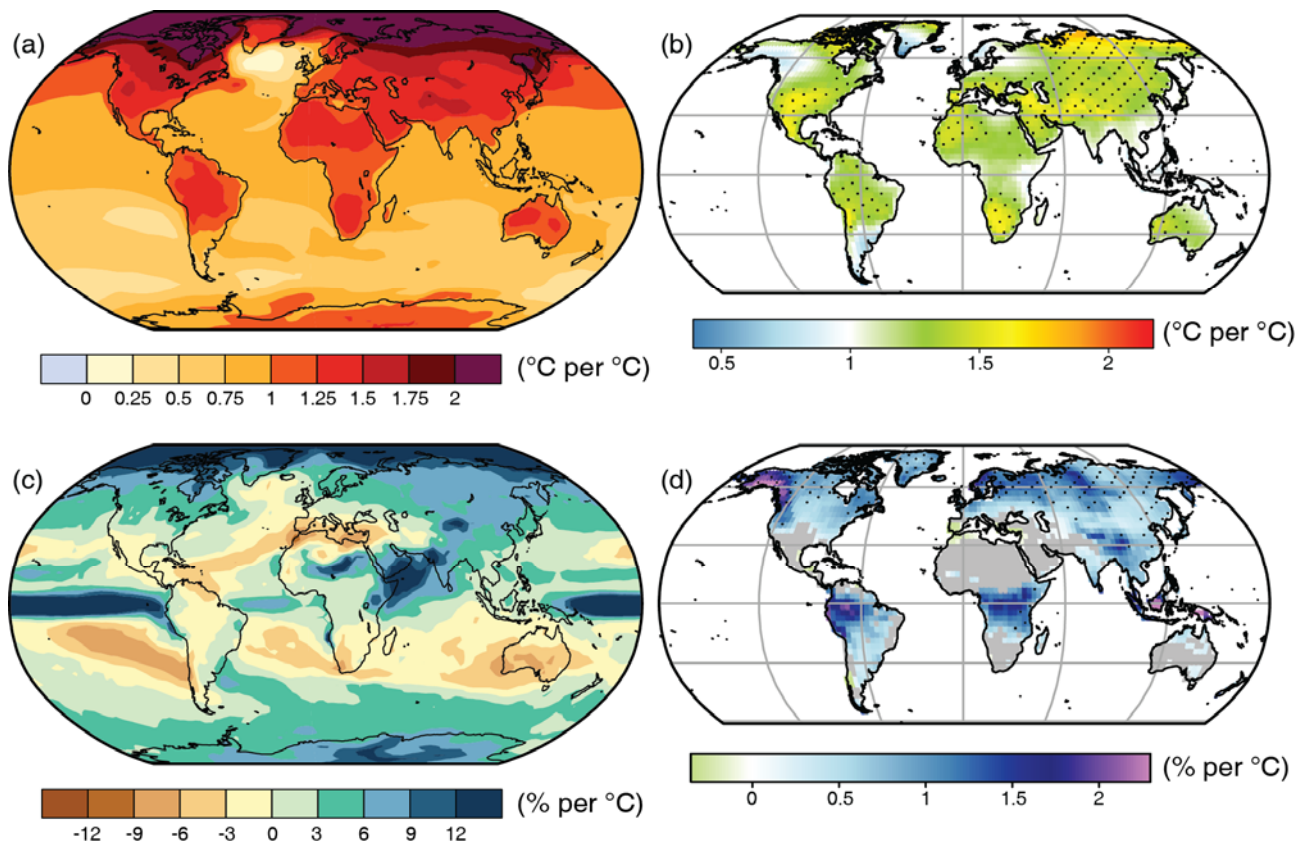 (a)
(b)
(°C per °C)
0 0.25 0.5 0.75 1 1.25 1.5 1.75 2
(°C per °C)
0.5 1 1.5 2
(c)
(d)
(% per °C)
-12 -9 -6 -3 0 3 6 9 12
(% per °C)
0 0.5 1 1.5 2